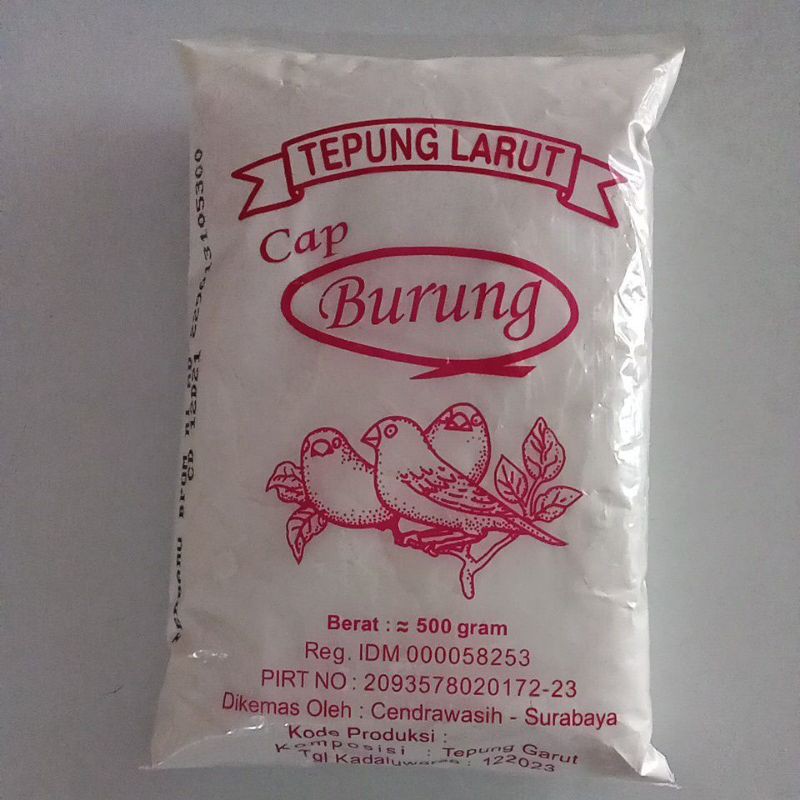 TEPUNG LARUT
Cap
Burung
Berat : ≈ 500 gram
Reg. IDM 000058253
PIRT NO : 2093578020172-23
Dikemas Oleh : Cendrawasih - Surabaya
Kode Produksi :
Komposisi : Tepung Garut
Tgl Kadaluwarsa : 122023